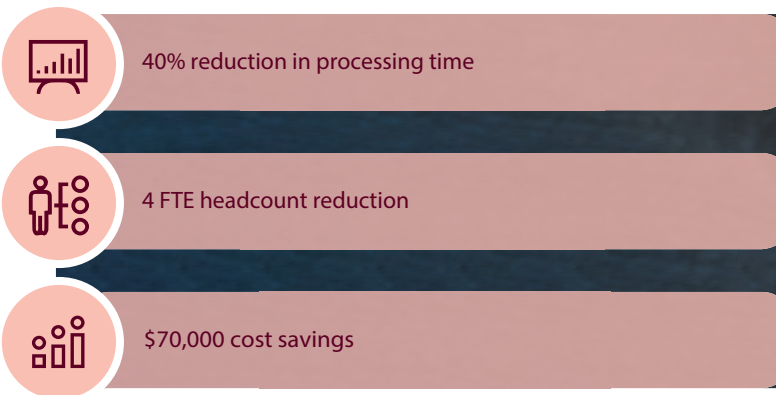 40% reduction in processing time
4 FTE headcount reduction
$70,000 cost savings